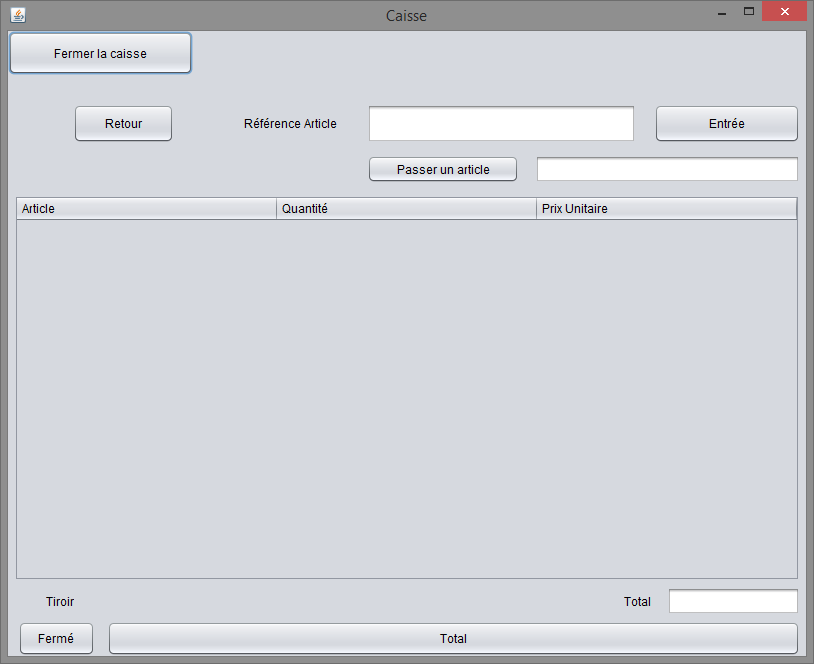 Caisse
Fermer la caisse
Retour
Référence Article
Entrée
Passer un article
Article Quantité Prix Unitaire
Tiroir
Total
Fermé
Total